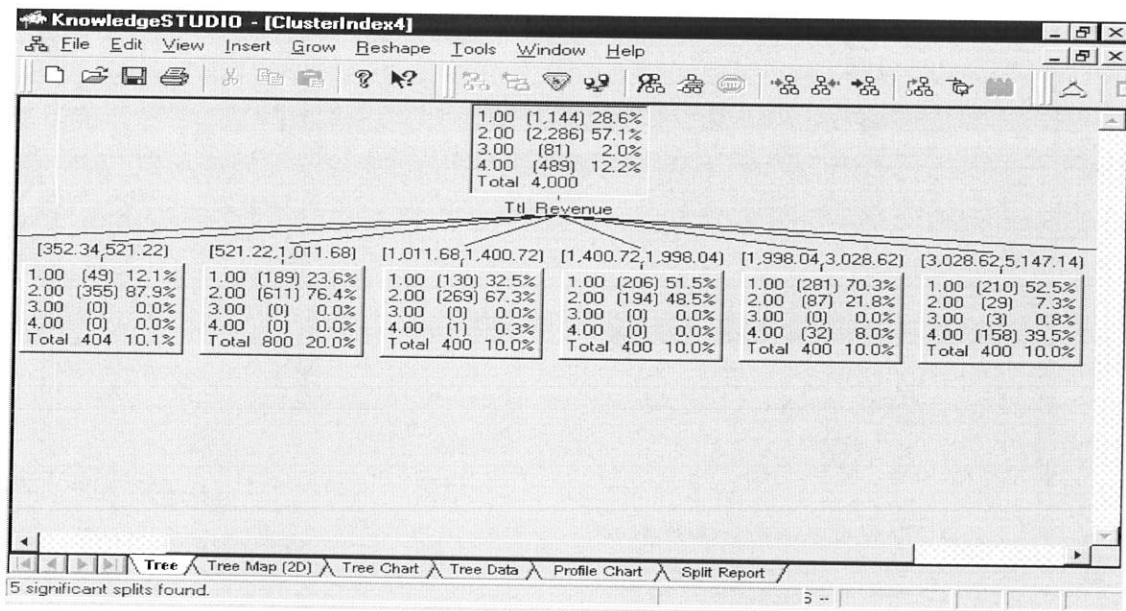 KnowledgeSTUDIO - [ClusterIndex4]
File Edit View Insert Grow Reshape Tools Window Help
1.00 (1,144) 28.6%
2.00 (2,286) 57.1%
3.00 (81) 2.0%
4.00 (489) 12.2%
Total 4,000
Ttl Revenue
[352.34,521.22)
1.00 (49) 12.1%
2.00 (355) 87.9%
3.00 (0) 0.0%
4.00 (0) 0.0%
Total 404 10.1%
[521.22,1,011.68)
1.00 (189) 23.6%
2.00 (611) 76.4%
3.00 (0) 0.0%
4.00 (0) 0.0%
Total 800 20.0%
[1,011.68,1,400.72)
1.00 (130) 32.5%
2.00 (269) 67.3%
3.00 (0) 0.0%
4.00 (1) 0.3%
Total 400 10.0%
[1,400.72,1,998.04)
1.00 (206) 51.5%
2.00 (194) 48.5%
3.00 (0) 0.0%
4.00 (0) 0.0%
Total 400 10.0%
[1,998.04,3,028.62)
1.00 (281) 70.3%
2.00 (87) 21.8%
3.00 (0) 0.0%
4.00 (32) 8.0%
Total 400 10.0%
[3,028.62,5,147.14)
1.00 (210) 52.5%
2.00 (29) 7.3%
3.00 (3) 0.8%
4.00 (158) 39.5%
Total 400 10.0%
Tree Tree Map (2D) Tree Chart Tree Data Profile Chart Split Report
5 significant splits found.